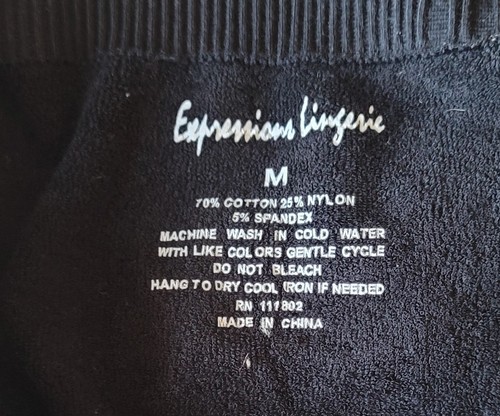 Expressions Lingerie
M
70% COTTON 25% NYLON
5% SPANDEX
MACHINE WASH IN COLD WATER
WITH LIKE COLORS GENTLE CYCLE
DO NOT BLEACH
HANG TO DRY COOL IRON IF NEEDED
RN 111802
MADE IN CHINA